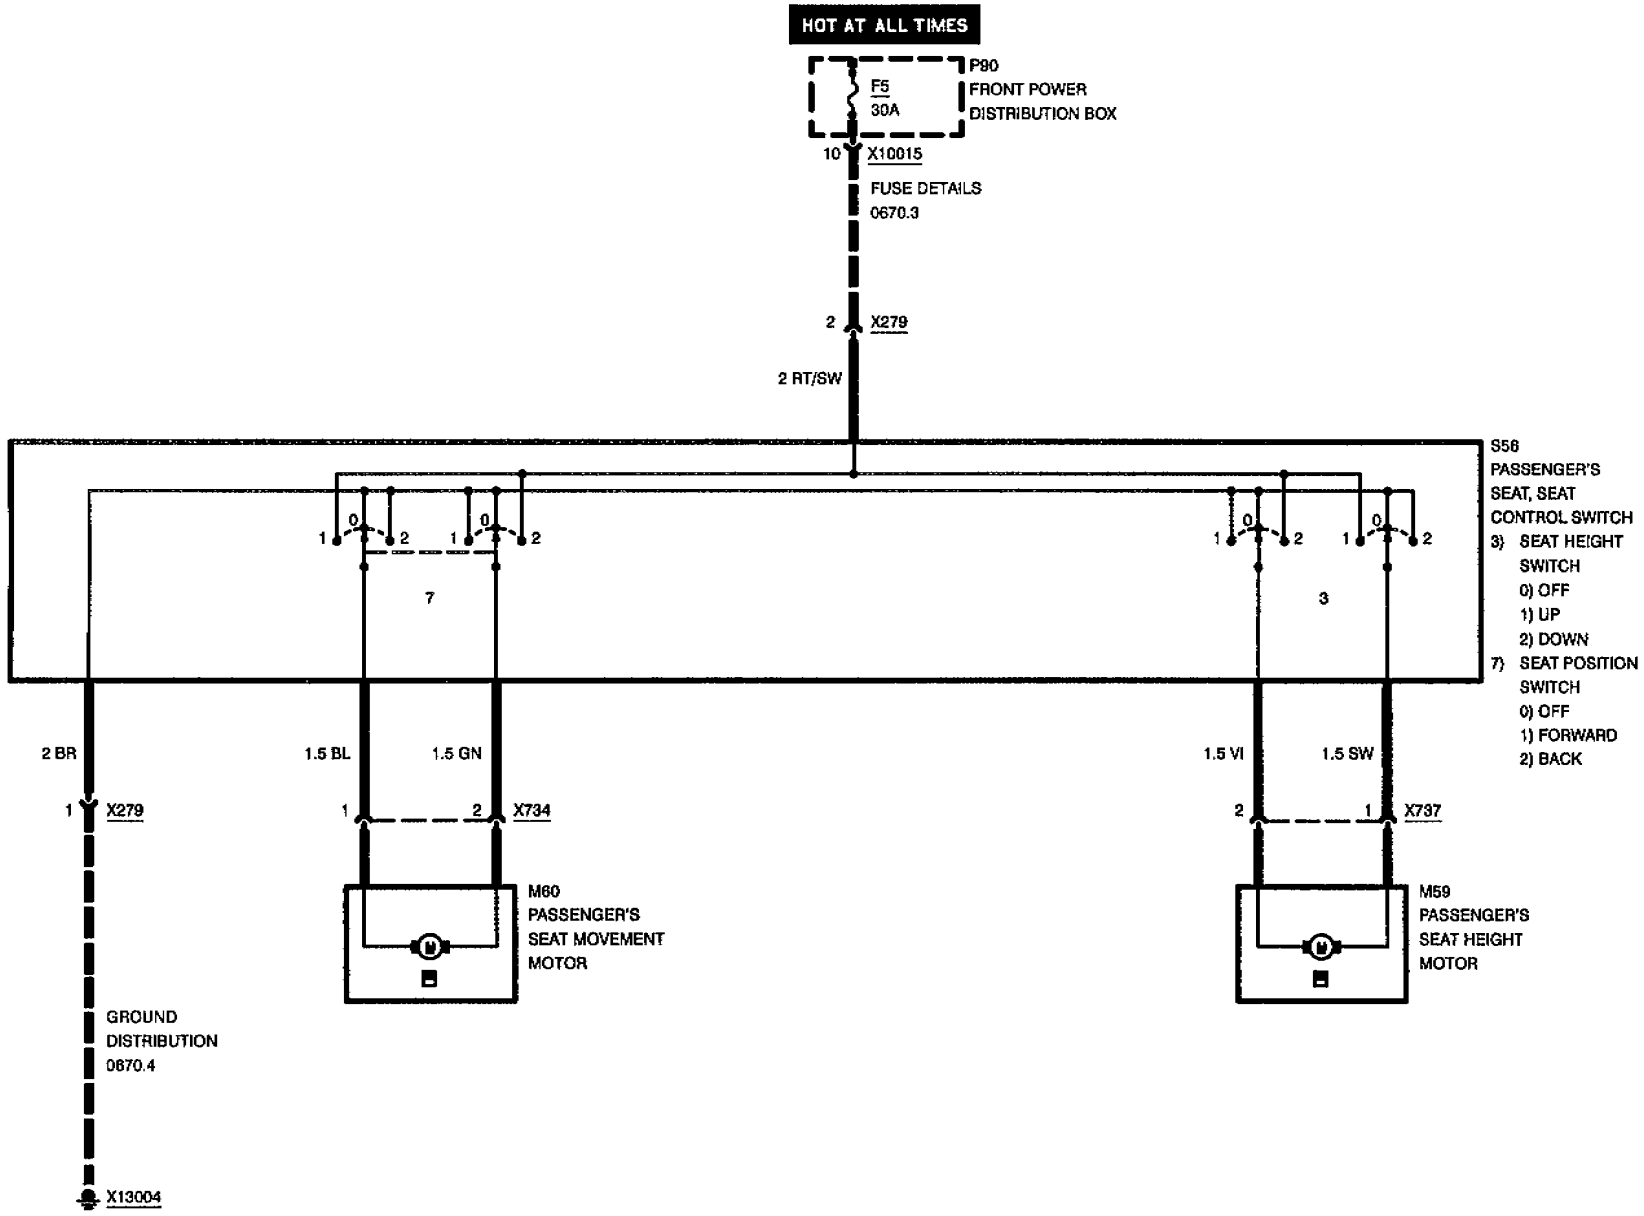 HOT AT ALL TIMES
P90
FRONT POWER
DISTRIBUTION BOX
F5
30A
10 X10015
FUSE DETAILS
0670.3
2 X279
2 RT/SW
S58
PASSENGER'S
SEAT, SEAT
CONTROL SWITCH
3) SEAT HEIGHT
SWITCH
0) OFF
1) UP
2) DOWN
7) SEAT POSITION
SWITCH
0) OFF
1) FORWARD
2) BACK
0 0 0 0
1 2 1 2 1 2 1 2
7 3
2 BR 1.5 BL 1.5 GN 1.5 VI 1.5 SW
1 X279 1 2 X734 2 1 X737
M60
PASSENGER'S
SEAT MOVEMENT
MOTOR
M
M59
PASSENGER'S
SEAT HEIGHT
MOTOR
M
GROUND
DISTRIBUTION
0670.4
X13004